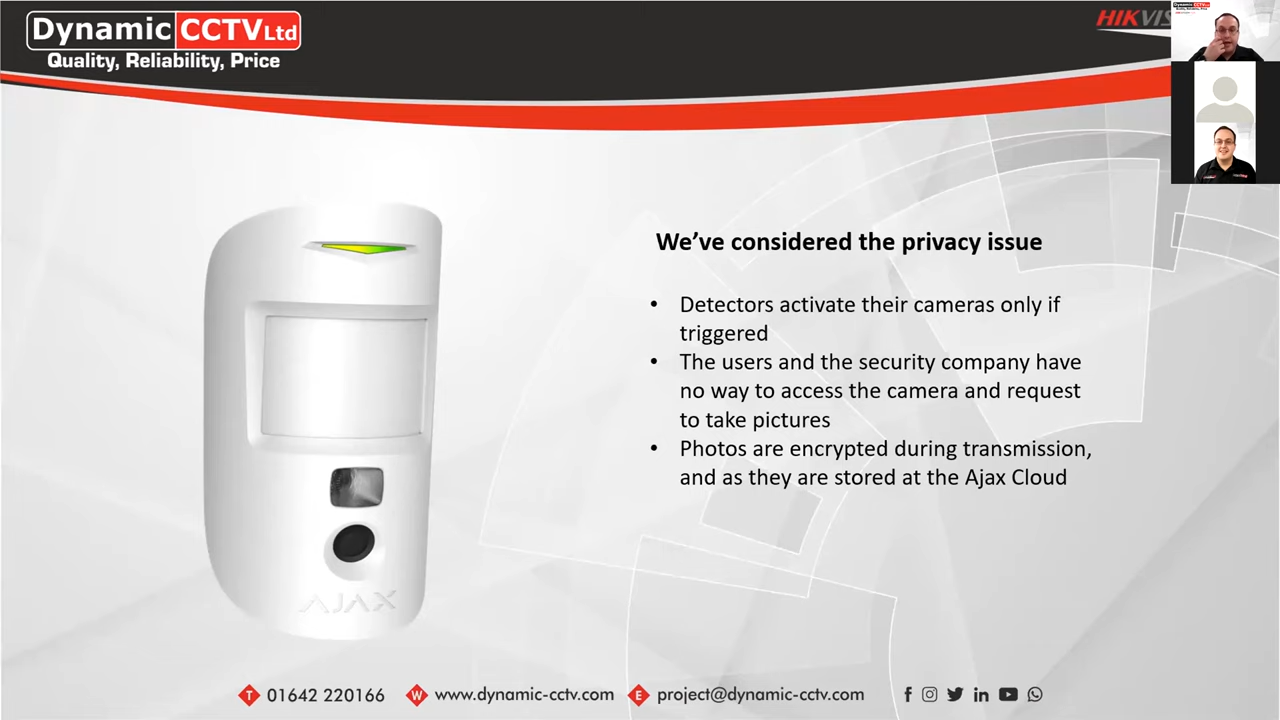 Dynamic CCTV Ltd
Quality, Reliability, Price
HIKVIS
We've considered the privacy issue
• Detectors activate their cameras only if
triggered
• The users and the security company have
no way to access the camera and request
to take pictures
• Photos are encrypted during transmission,
and as they are stored at the Ajax Cloud
AJAX
T 01642 220166 W www.dynamic-cctv.com E project@dynamic-cctv.com